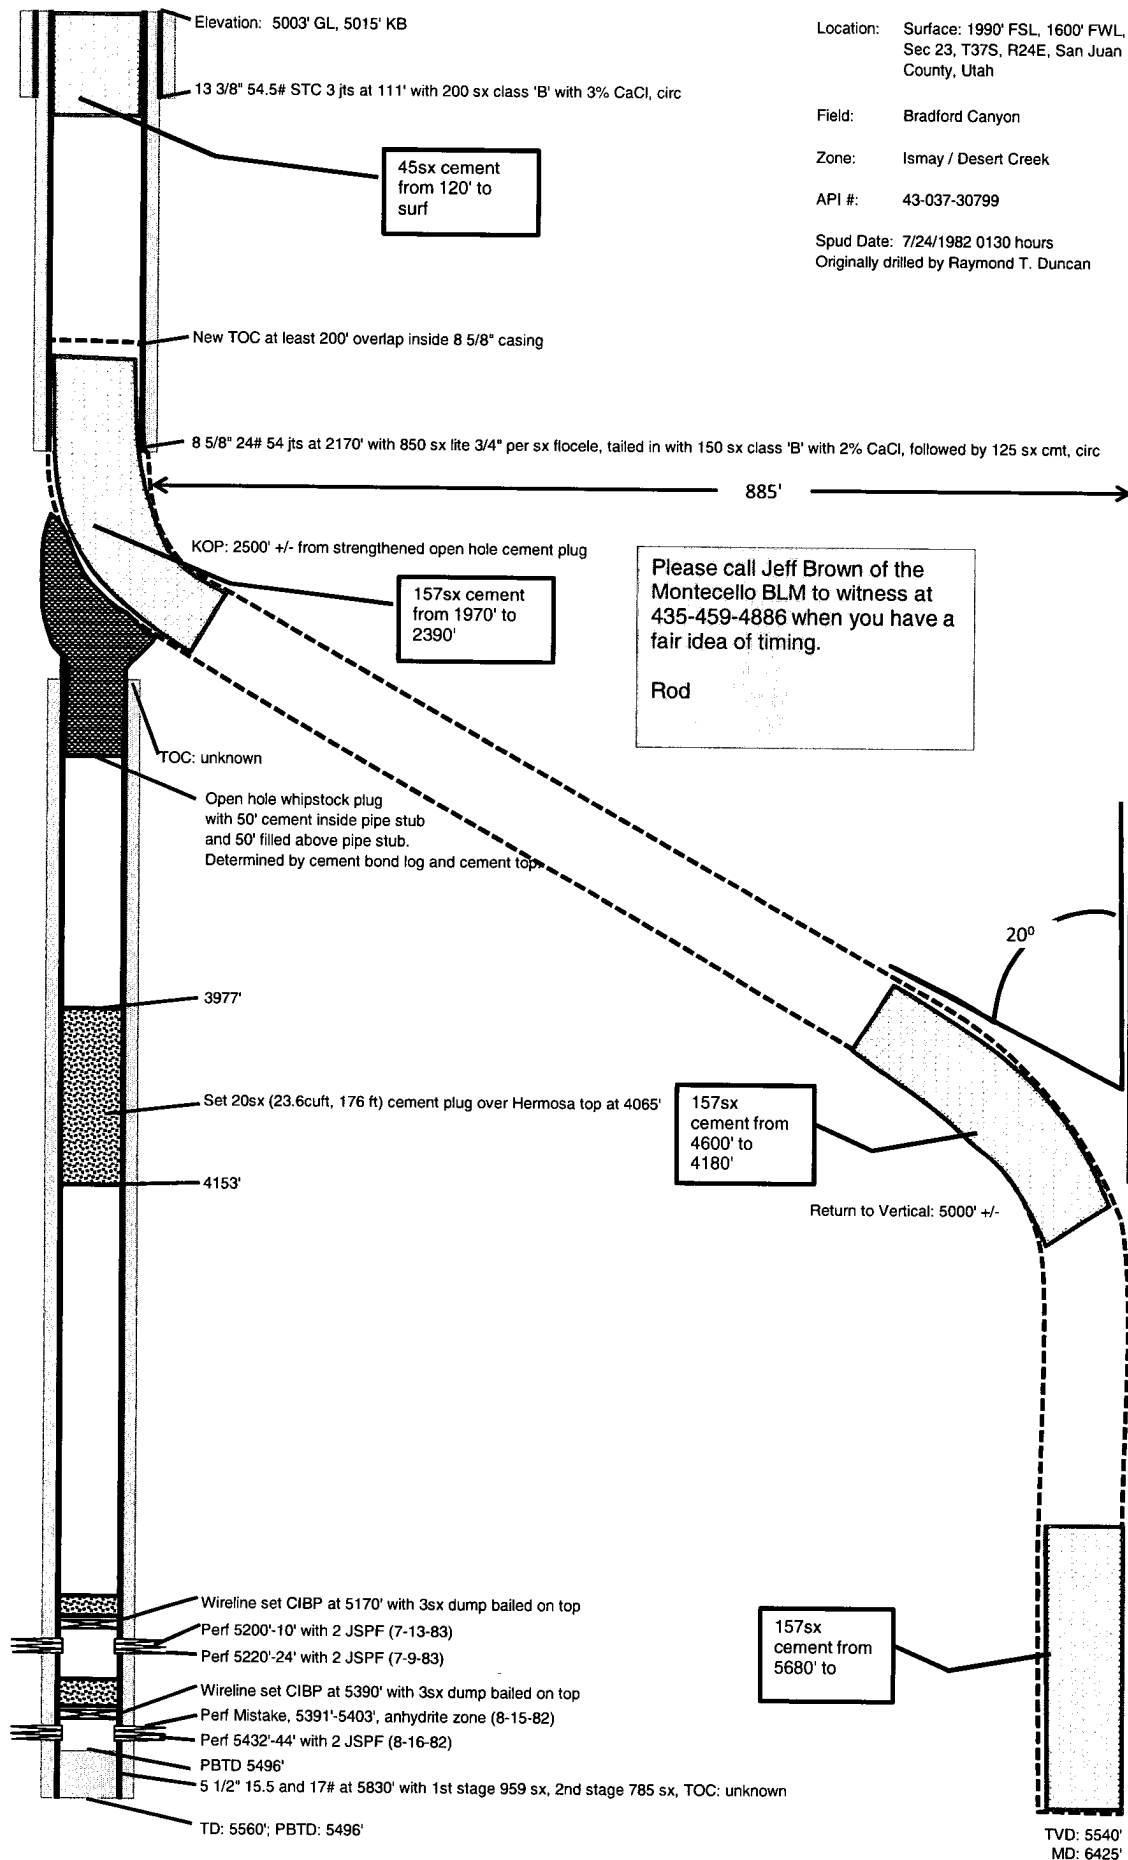 Elevation: 5003' GL, 5015' KB
Location: Surface: 1990' FSL, 1600' FWL,
Sec 23, T37S, R24E, San Juan
County, Utah
13 3/8" 54.5# STC 3 jts at 111' with 200 sx class 'B' with 3% CaCl, circ
Field: Bradford Canyon
45sx cement
from 120' to
surf
Zone: Ismay / Desert Creek
API #: 43-037-30799
Spud Date: 7/24/1982 0130 hours
Originally drilled by Raymond T. Duncan
New TOC at least 200' overlap inside 8 5/8" casing
8 5/8" 24# 54 jts at 2170' with 850 sx lite 3/4" per sx flocele, tailed in with 150 sx class 'B' with 2% CaCl, followed by 125 sx cmt, circ
885'
KOP: 2500' +/- from strengthened open hole cement plug
157sx cement
from 1970' to
2390'
Please call Jeff Brown of the
Montecello BLM to witness at
435-459-4886 when you have a
fair idea of timing.
Rod
TOC: unknown
Open hole whipstock plug
with 50' cement inside pipe stub
and 50' filled above pipe stub.
Determined by cement bond log and cement top.
20⁰
3977'
Set 20sx (23.6cuft, 176 ft) cement plug over Hermosa top at 4065'
157sx
cement from
4600' to
4180'
4153'
Return to Vertical: 5000' +/-
Wireline set CIBP at 5170' with 3sx dump bailed on top
Perf 5200'-10' with 2 JSPF (7-13-83)
Perf 5220'-24' with 2 JSPF (7-9-83)
157sx
cement from
5680' to
Wireline set CIBP at 5390' with 3sx dump bailed on top
Perf Mistake, 5391'-5403', anhydrite zone (8-15-82)
Perf 5432'-44' with 2 JSPF (8-16-82)
PBTD 5496'
5 1/2" 15.5 and 17# at 5830' with 1st stage 959 sx, 2nd stage 785 sx, TOC: unknown
TD: 5560'; PBTD: 5496'
TVD: 5540'
MD: 6425'